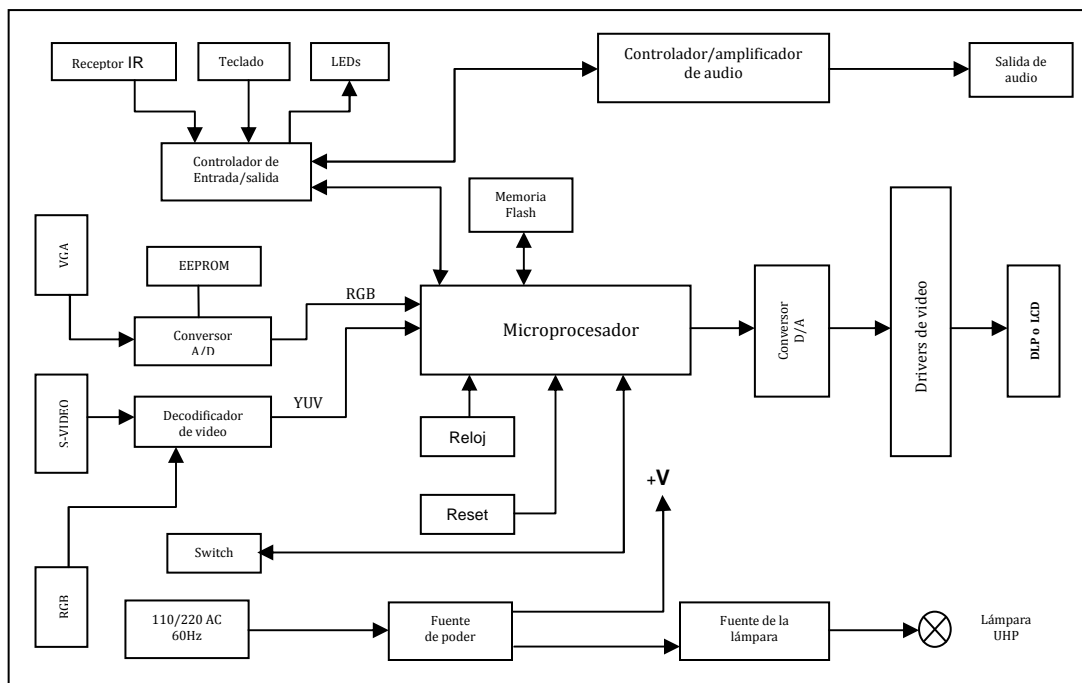 Receptor IR
Teclado
LEDs
Controlador/amplificador
de audio
Salida de
audio
Controlador de
Entrada/salida
Memoria
Flash
VGA
EEPROM
RGB
Conversor
A/D
Microprocesador
Conversor
D/A
Drivers de video
DLP o LCD
S-VIDEO
Decodificador
de video
YUV
Reloj
+V
Reset
Switch
RGB
110/220 AC
60Hz
Fuente
de poder
Fuente de la
lámpara
Lámpara
UHP